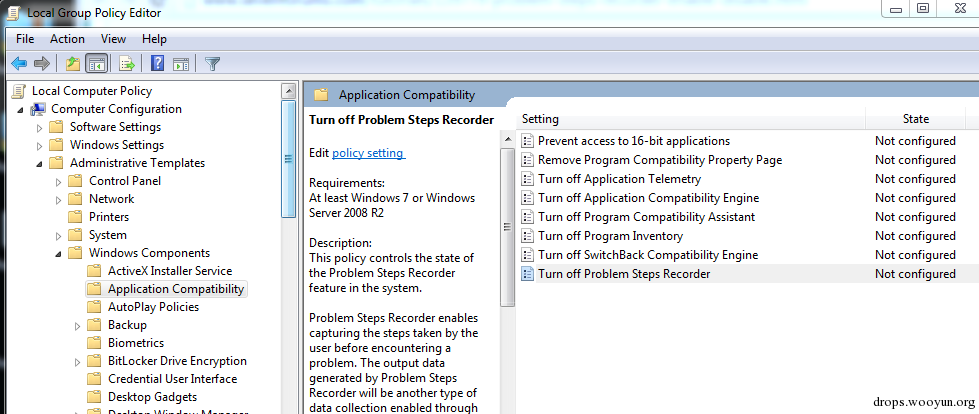 Local Group Policy Editor
File Action View Help
Local Computer Policy
Computer Configuration
Software Settings
Windows Settings
Administrative Templates
Control Panel
Network
Printers
System
Windows Components
ActiveX Installer Service
Application Compatibility
AutoPlay Policies
Backup
Biometrics
BitLocker Drive Encryption
Credential User Interface
Desktop Gadgets
Desktop Window Manager
Application Compatibility
Turn off Problem Steps Recorder
Edit policy setting
Requirements:
At least Windows 7 or Windows
Server 2008 R2
Description:
This policy controls the state of
the Problem Steps Recorder
feature in the system.
Problem Steps Recorder enables
capturing the steps taken by the
user before encountering a
problem. The output data
generated by Problem Steps
Recorder will be another type of
data collection enabled through
Setting State
Prevent access to 16-bit applications Not configured
Remove Program Compatibility Property Page Not configured
Turn off Application Telemetry Not configured
Turn off Application Compatibility Engine Not configured
Turn off Program Compatibility Assistant Not configured
Turn off Program Inventory Not configured
Turn off SwitchBack Compatibility Engine Not configured
Turn off Problem Steps Recorder Not configured
drops.wooyun.org